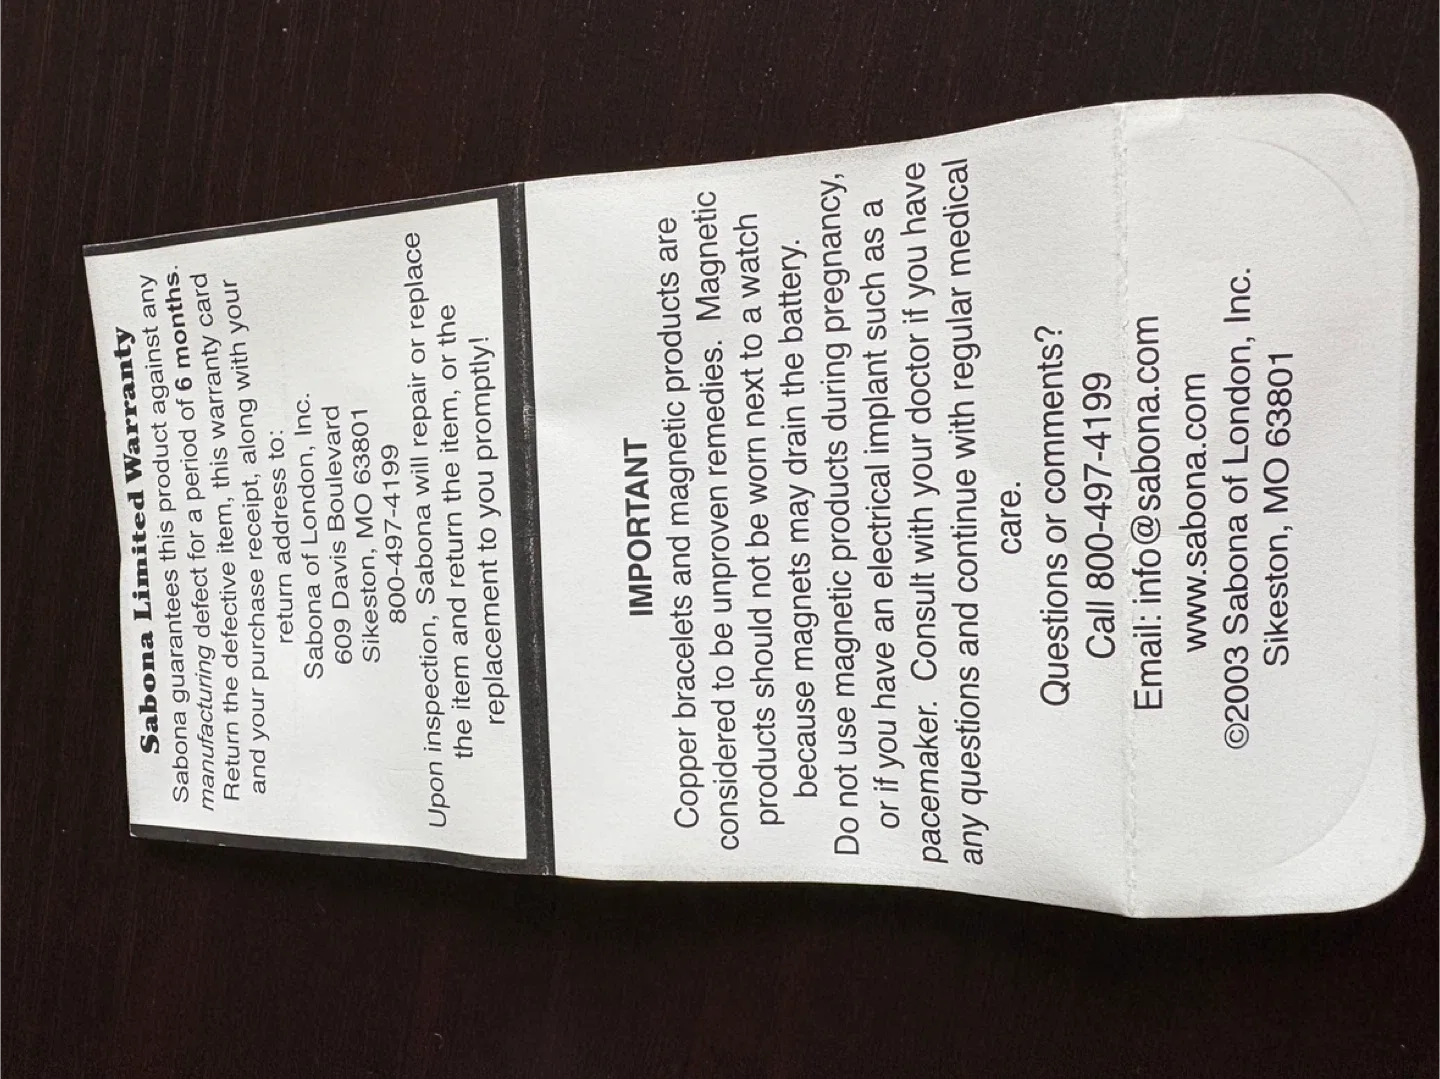 Sabona Limited Warranty
Sabona guarantees this product against any
manufacturing defect for a period of 6 months.
Return the defective item, this warranty card
and your purchase receipt, along with your
return address to:
Sabona of London, Inc.
609 Davis Boulevard
Sikeston, MO 63801
800-497-4199
Upon inspection, Sabona will repair or replace
the item and return the item, or the
replacement to you promptly!
IMPORTANT
Copper bracelets and magnetic products are
considered to be unproven remedies. Magnetic
products should not be worn next to a watch
because magnets may drain the battery.
Do not use magnetic products during pregnancy,
or if you have an electrical implant such as a
pacemaker. Consult with your doctor if you have
any questions and continue with regular medical
care.
Questions or comments?
Call 800-497-4199
Email: info@sabona.com
www.sabona.com
©2003 Sabona of London, Inc.
Sikeston, MO 63801